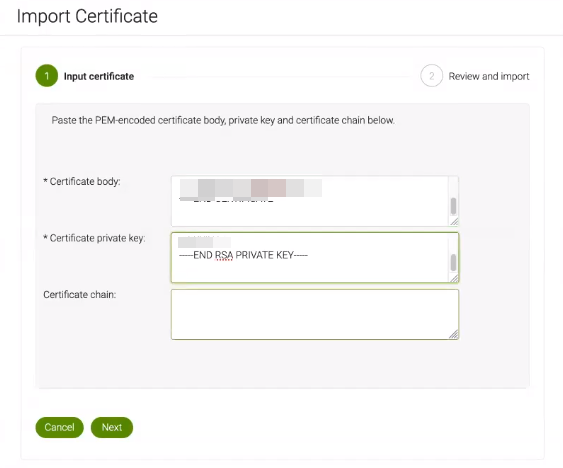 Import Certificate
1 Input certificate
2 Review and import
Paste the PEM-encoded certificate body, private key and certificate chain below.
* Certificate body:
* Certificate private key:
-----END RSA PRIVATE KEY-----
Certificate chain:
Cancel Next